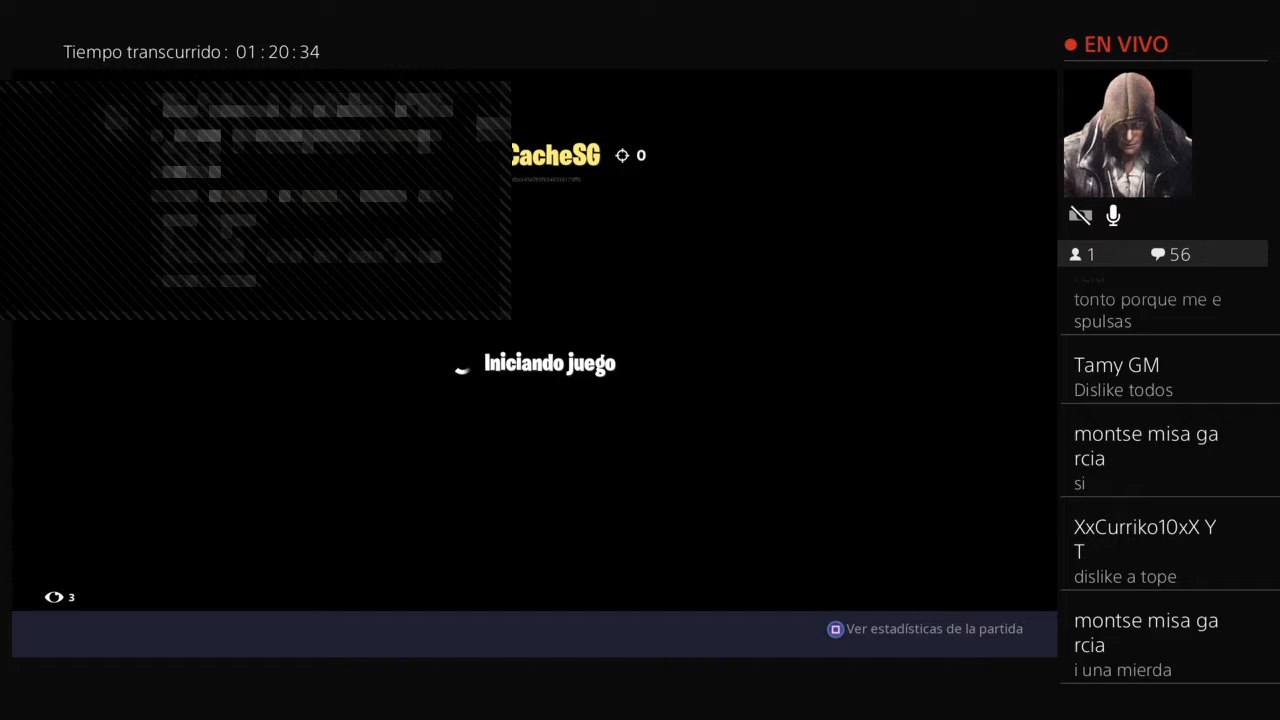 Tiempo transcurrido : 01 : 20 : 34
EN VIVO
CacheSG 0
1 56
tonto porque me e
spulsas
Tamy GM
Dislike todos
montse misa ga
rcia
si
XxCurriko10xX Y
T
dislike a tope
montse misa ga
rcia
i una mierda
Iniciando juego
3
Ver estadísticas de la partida